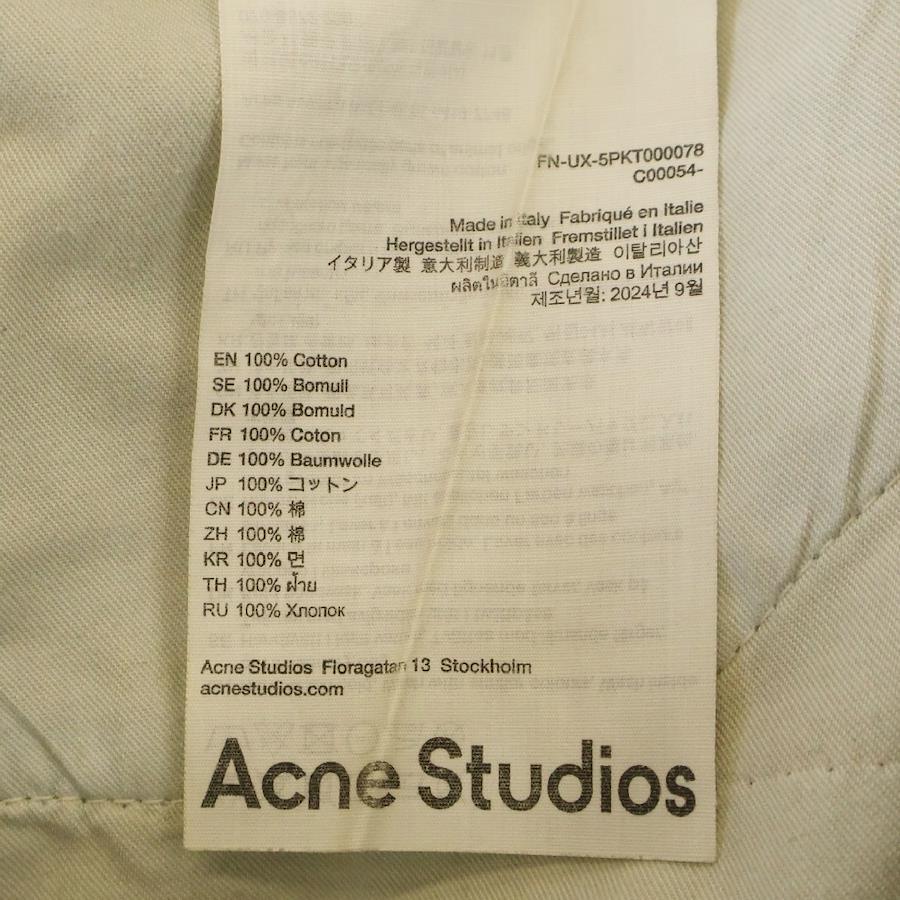 FN-UX-5PKT000078
C00054-
Made in Italy Fabriqué en Italie
Hergestellt in Italien Fremstillet i Italien
イタリア製 意大利制造 義大利製造 이탈리아산
ผลิตในอิตาลี Сделано в Италии
제조년월: 2024년 9월
EN 100% Cotton
SE 100% Bomull
DK 100% Bomuld
FR 100% Coton
DE 100% Baumwolle
JP 100% コットン
CN 100% 棉
ZH 100% 棉
KR 100% 면
TH 100% ฝ้าย
RU 100% Хлопок
Acne Studios Floragatan 13 Stockholm
acnestudios.com
Acne Studios